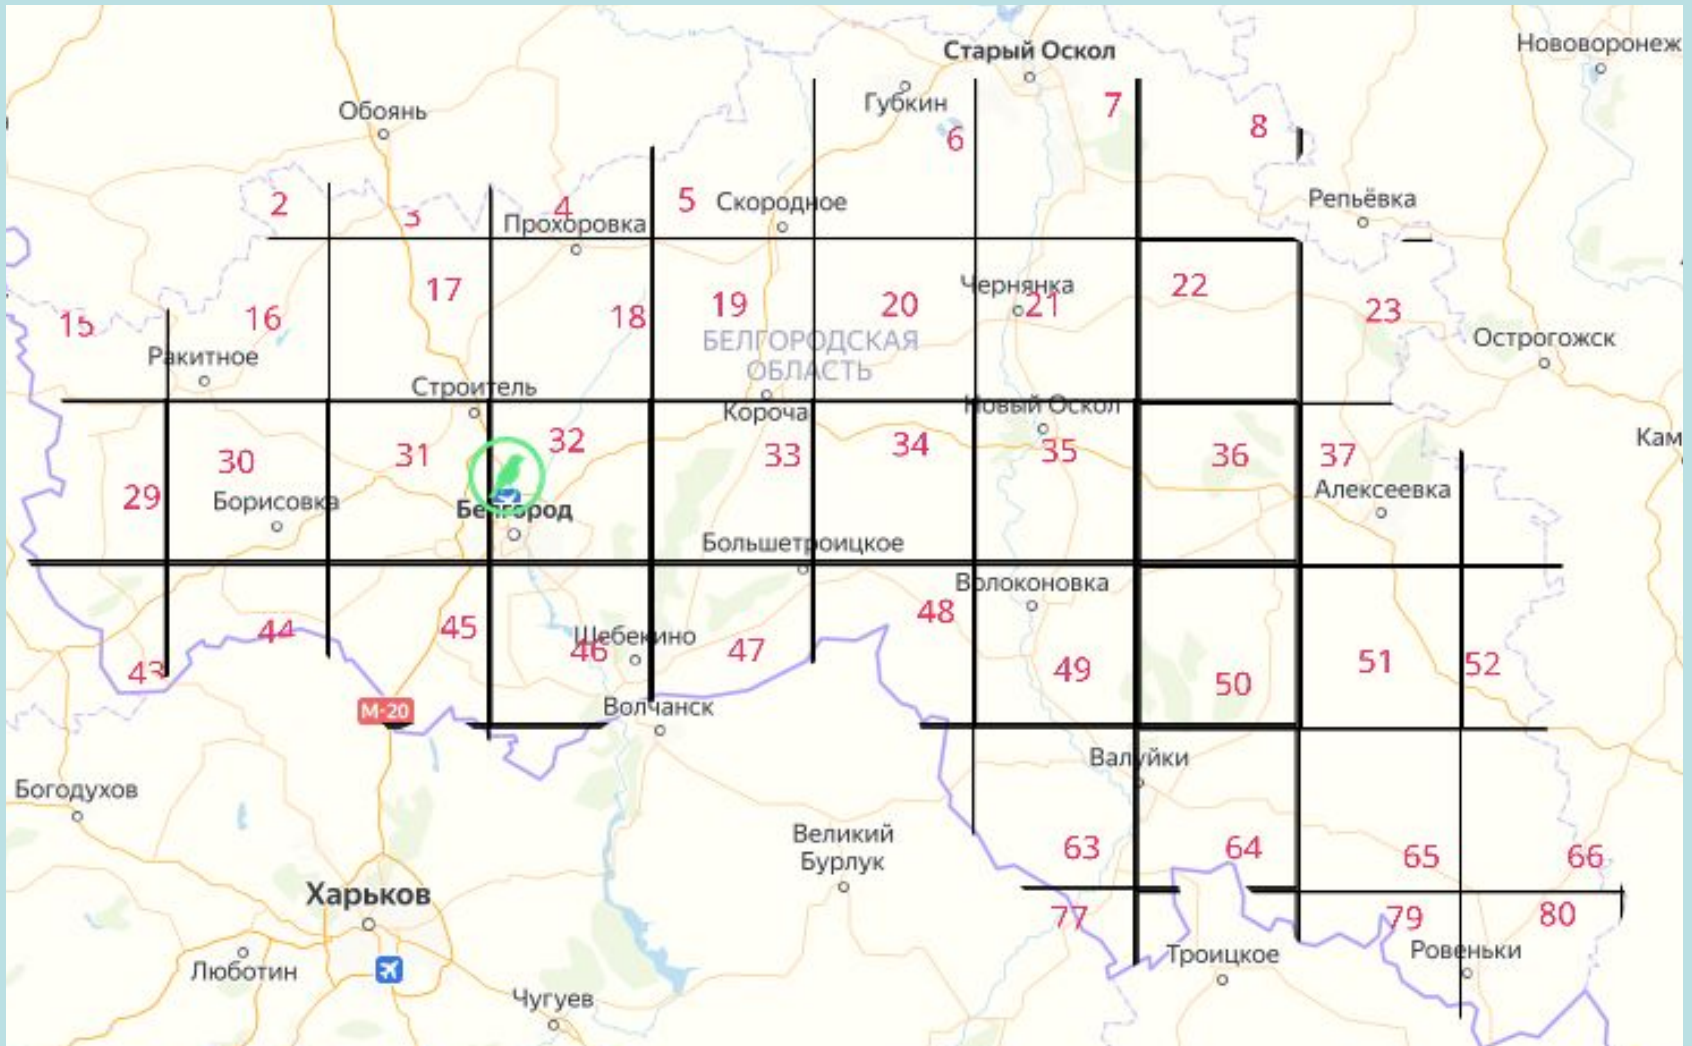 Старый Оскол
Нововоронеж
Губкин
7
Обоянь
8
6
2
3
4
5
Скородное
Репьёвка
Прохоровка
15
16
17
18
19
20
Чернянка
21
22
23
БЕЛГОРОДСКАЯ
ОБЛАСТЬ
Острогожск
Ракитное
Строитель
Короча
Новый Оскол
Кам
29
30
31
32
33
34
35
36
37
Борисовка
Белгород
Алексеевка
Большетроицкое
Волоконовка
43
44
45
Шебекино
46
47
48
49
50
51
52
М-20
Волчанск
Валуйки
Богодухов
Великий
Бурлук
63
64
65
66
Харьков
77
79
80
Люботин
Троицкое
Ровеньки
Чугуев